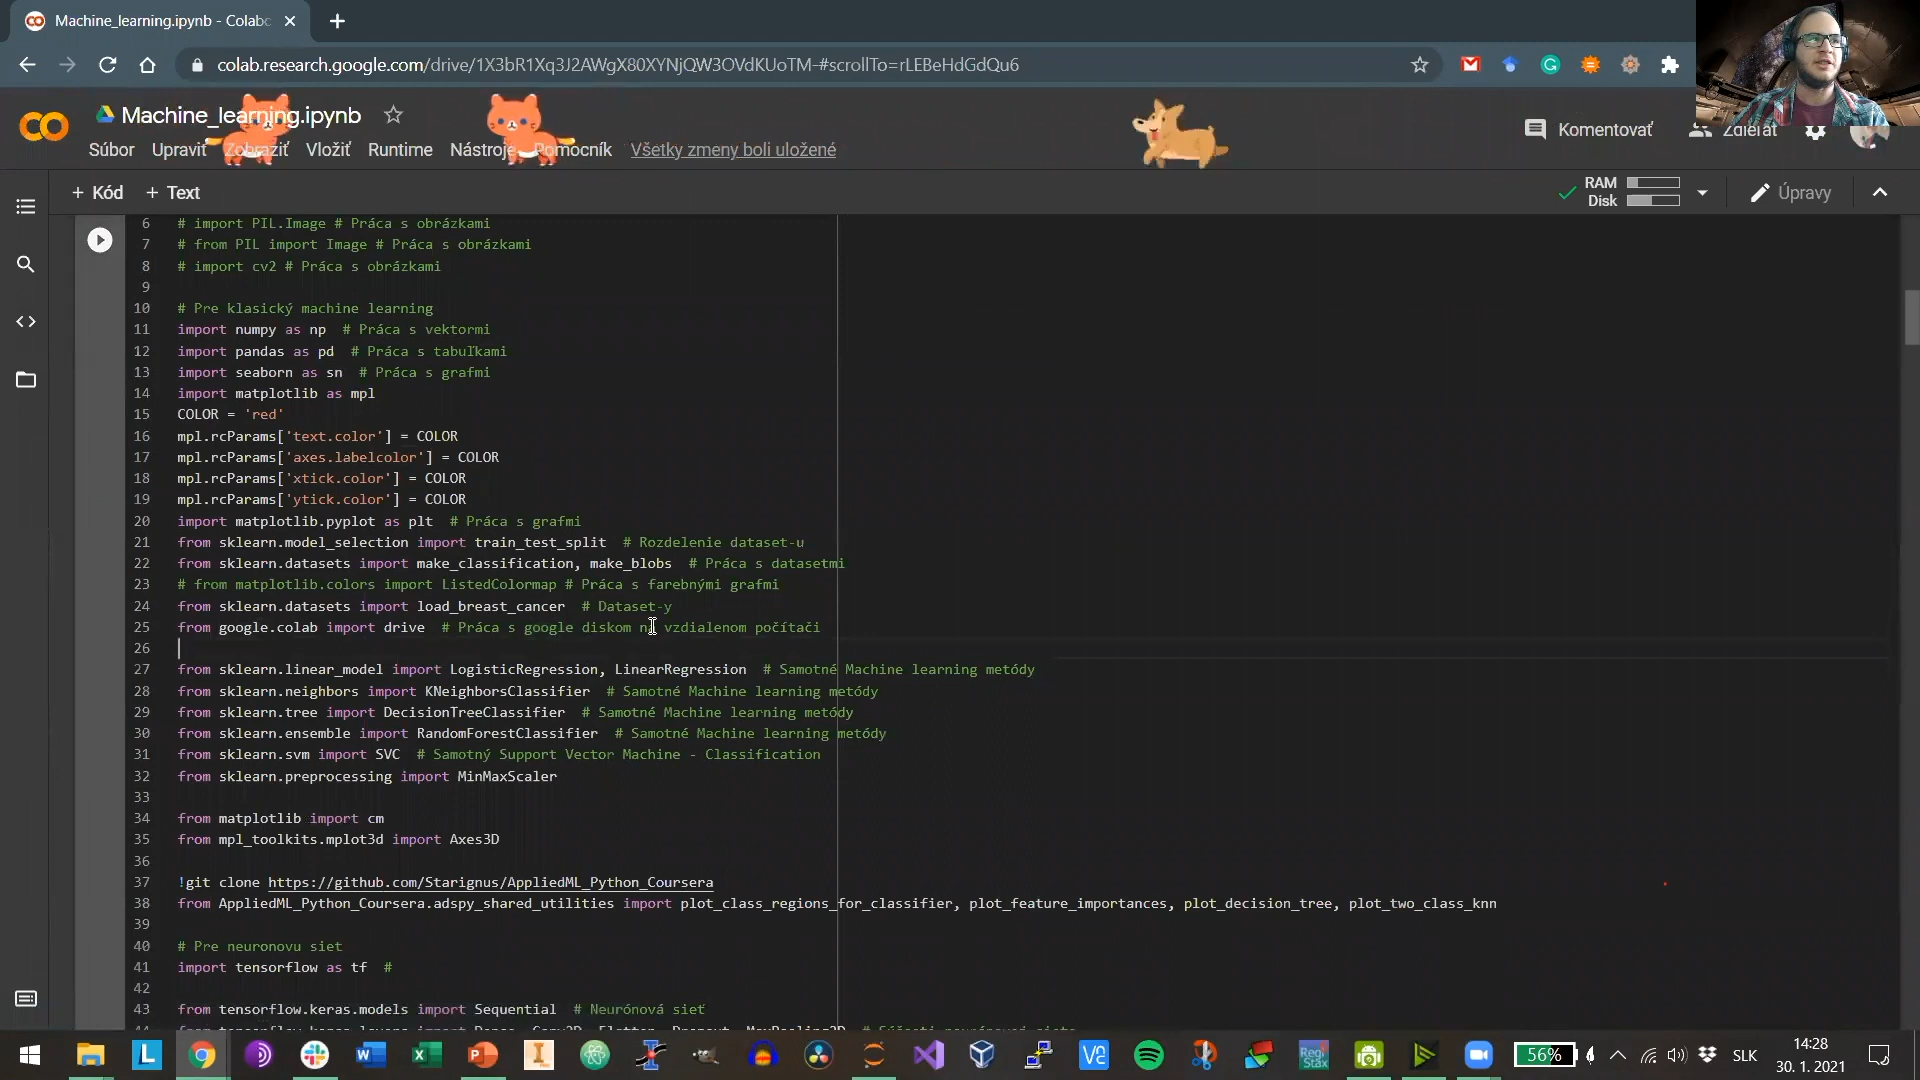 Machine_learning.ipynb - Colabc
colab.research.google.com/drive/1X3bR1Xq3J2AWgX80XYNjQW3OVdKUoTM-#scrollTo=rLEBeHdGdQu6
Machine_learning.ipynb
Komentovať
Zdieľať
Súbor Upraviť Zobraziť Vložiť Runtime Nástroje Pomocník Všetky zmeny boli uložené
+ Kód + Text
RAM
Disk
Úpravy
6 # import PIL.Image # Práca s obrázkami
7 # from PIL import Image # Práca s obrázkami
8 # import cv2 # Práca s obrázkami
9
10 # Pre klasický machine learning
11 import numpy as np # Práca s vektormi
12 import pandas as pd # Práca s tabuľkami
13 import seaborn as sn # Práca s grafmi
14 import matplotlib as mpl
15 COLOR = 'red'
16 mpl.rcParams['text.color'] = COLOR
17 mpl.rcParams['axes.labelcolor'] = COLOR
18 mpl.rcParams['xtick.color'] = COLOR
19 mpl.rcParams['ytick.color'] = COLOR
20 import matplotlib.pyplot as plt # Práca s grafmi
21 from sklearn.model_selection import train_test_split # Rozdelenie dataset-u
22 from sklearn.datasets import make_classification, make_blobs # Práca s datasetmi
23 # from matplotlib.colors import ListedColormap # Práca s farebnými grafmi
24 from sklearn.datasets import load_breast_cancer # Dataset-y
25 from google.colab import drive # Práca s google diskom na vzdialenom počítači
26
27 from sklearn.linear_model import LogisticRegression, LinearRegression # Samotné Machine learning metódy
28 from sklearn.neighbors import KNeighborsClassifier # Samotné Machine learning metódy
29 from sklearn.tree import DecisionTreeClassifier # Samotné Machine learning metódy
30 from sklearn.ensemble import RandomForestClassifier # Samotné Machine learning metódy
31 from sklearn.svm import SVC # Samotný Support Vector Machine - Classification
32 from sklearn.preprocessing import MinMaxScaler
33
34 from matplotlib import cm
35 from mpl_toolkits.mplot3d import Axes3D
36
37 !git clone https://github.com/Starignus/AppliedML_Python_Coursera
38 from AppliedML_Python_Coursera.adspy_shared_utilities import plot_class_regions_for_classifier, plot_feature_importances, plot_decision_tree, plot_two_class_knn
39
40 # Pre neuronovu siet
41 import tensorflow as tf #
42
43 from tensorflow.keras.models import Sequential # Neurónová sieť
56%
SLK
14:28
30. 1. 2021